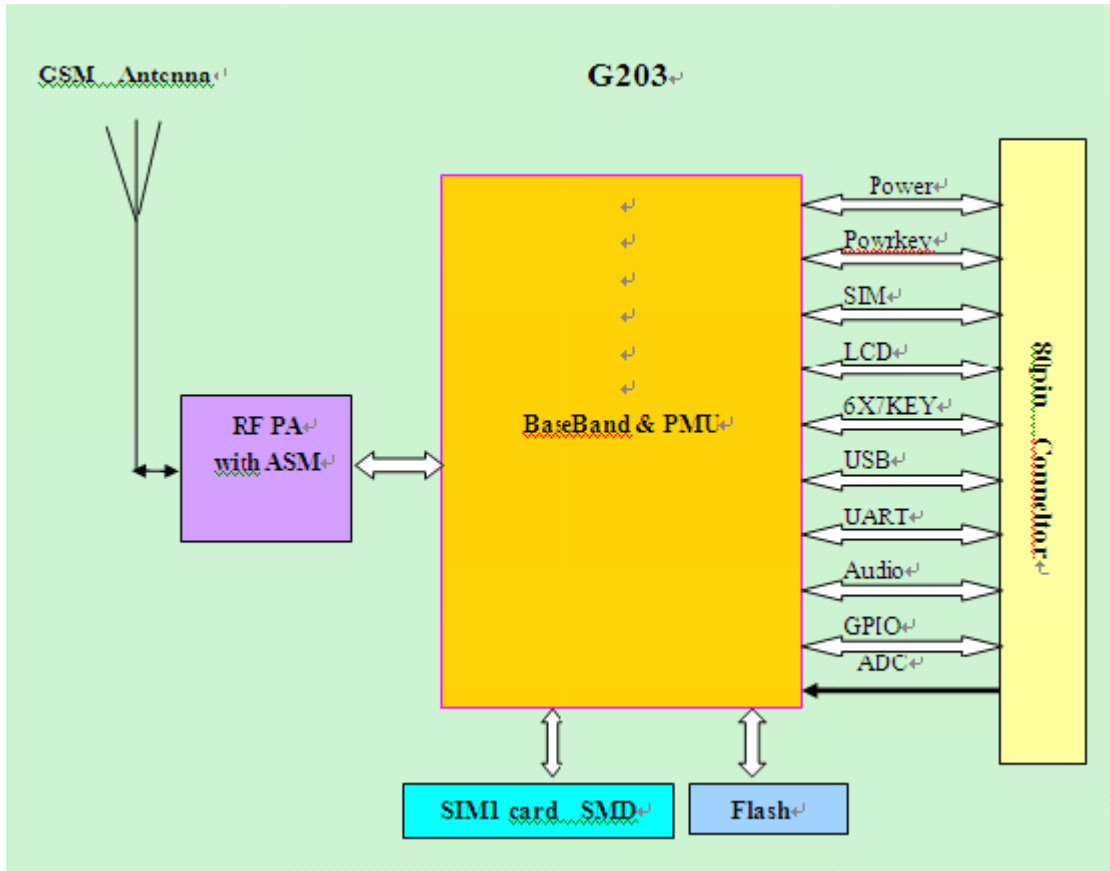 GSM Antenna
G203
Power
Powrkey
SIM
LCD
6X7KEY
USB
UART
Audio
GPIO
ADC
80pin Conneltor
RF PA
with ASM
BaseBand & PMU
SIM1 card SMD
Flash